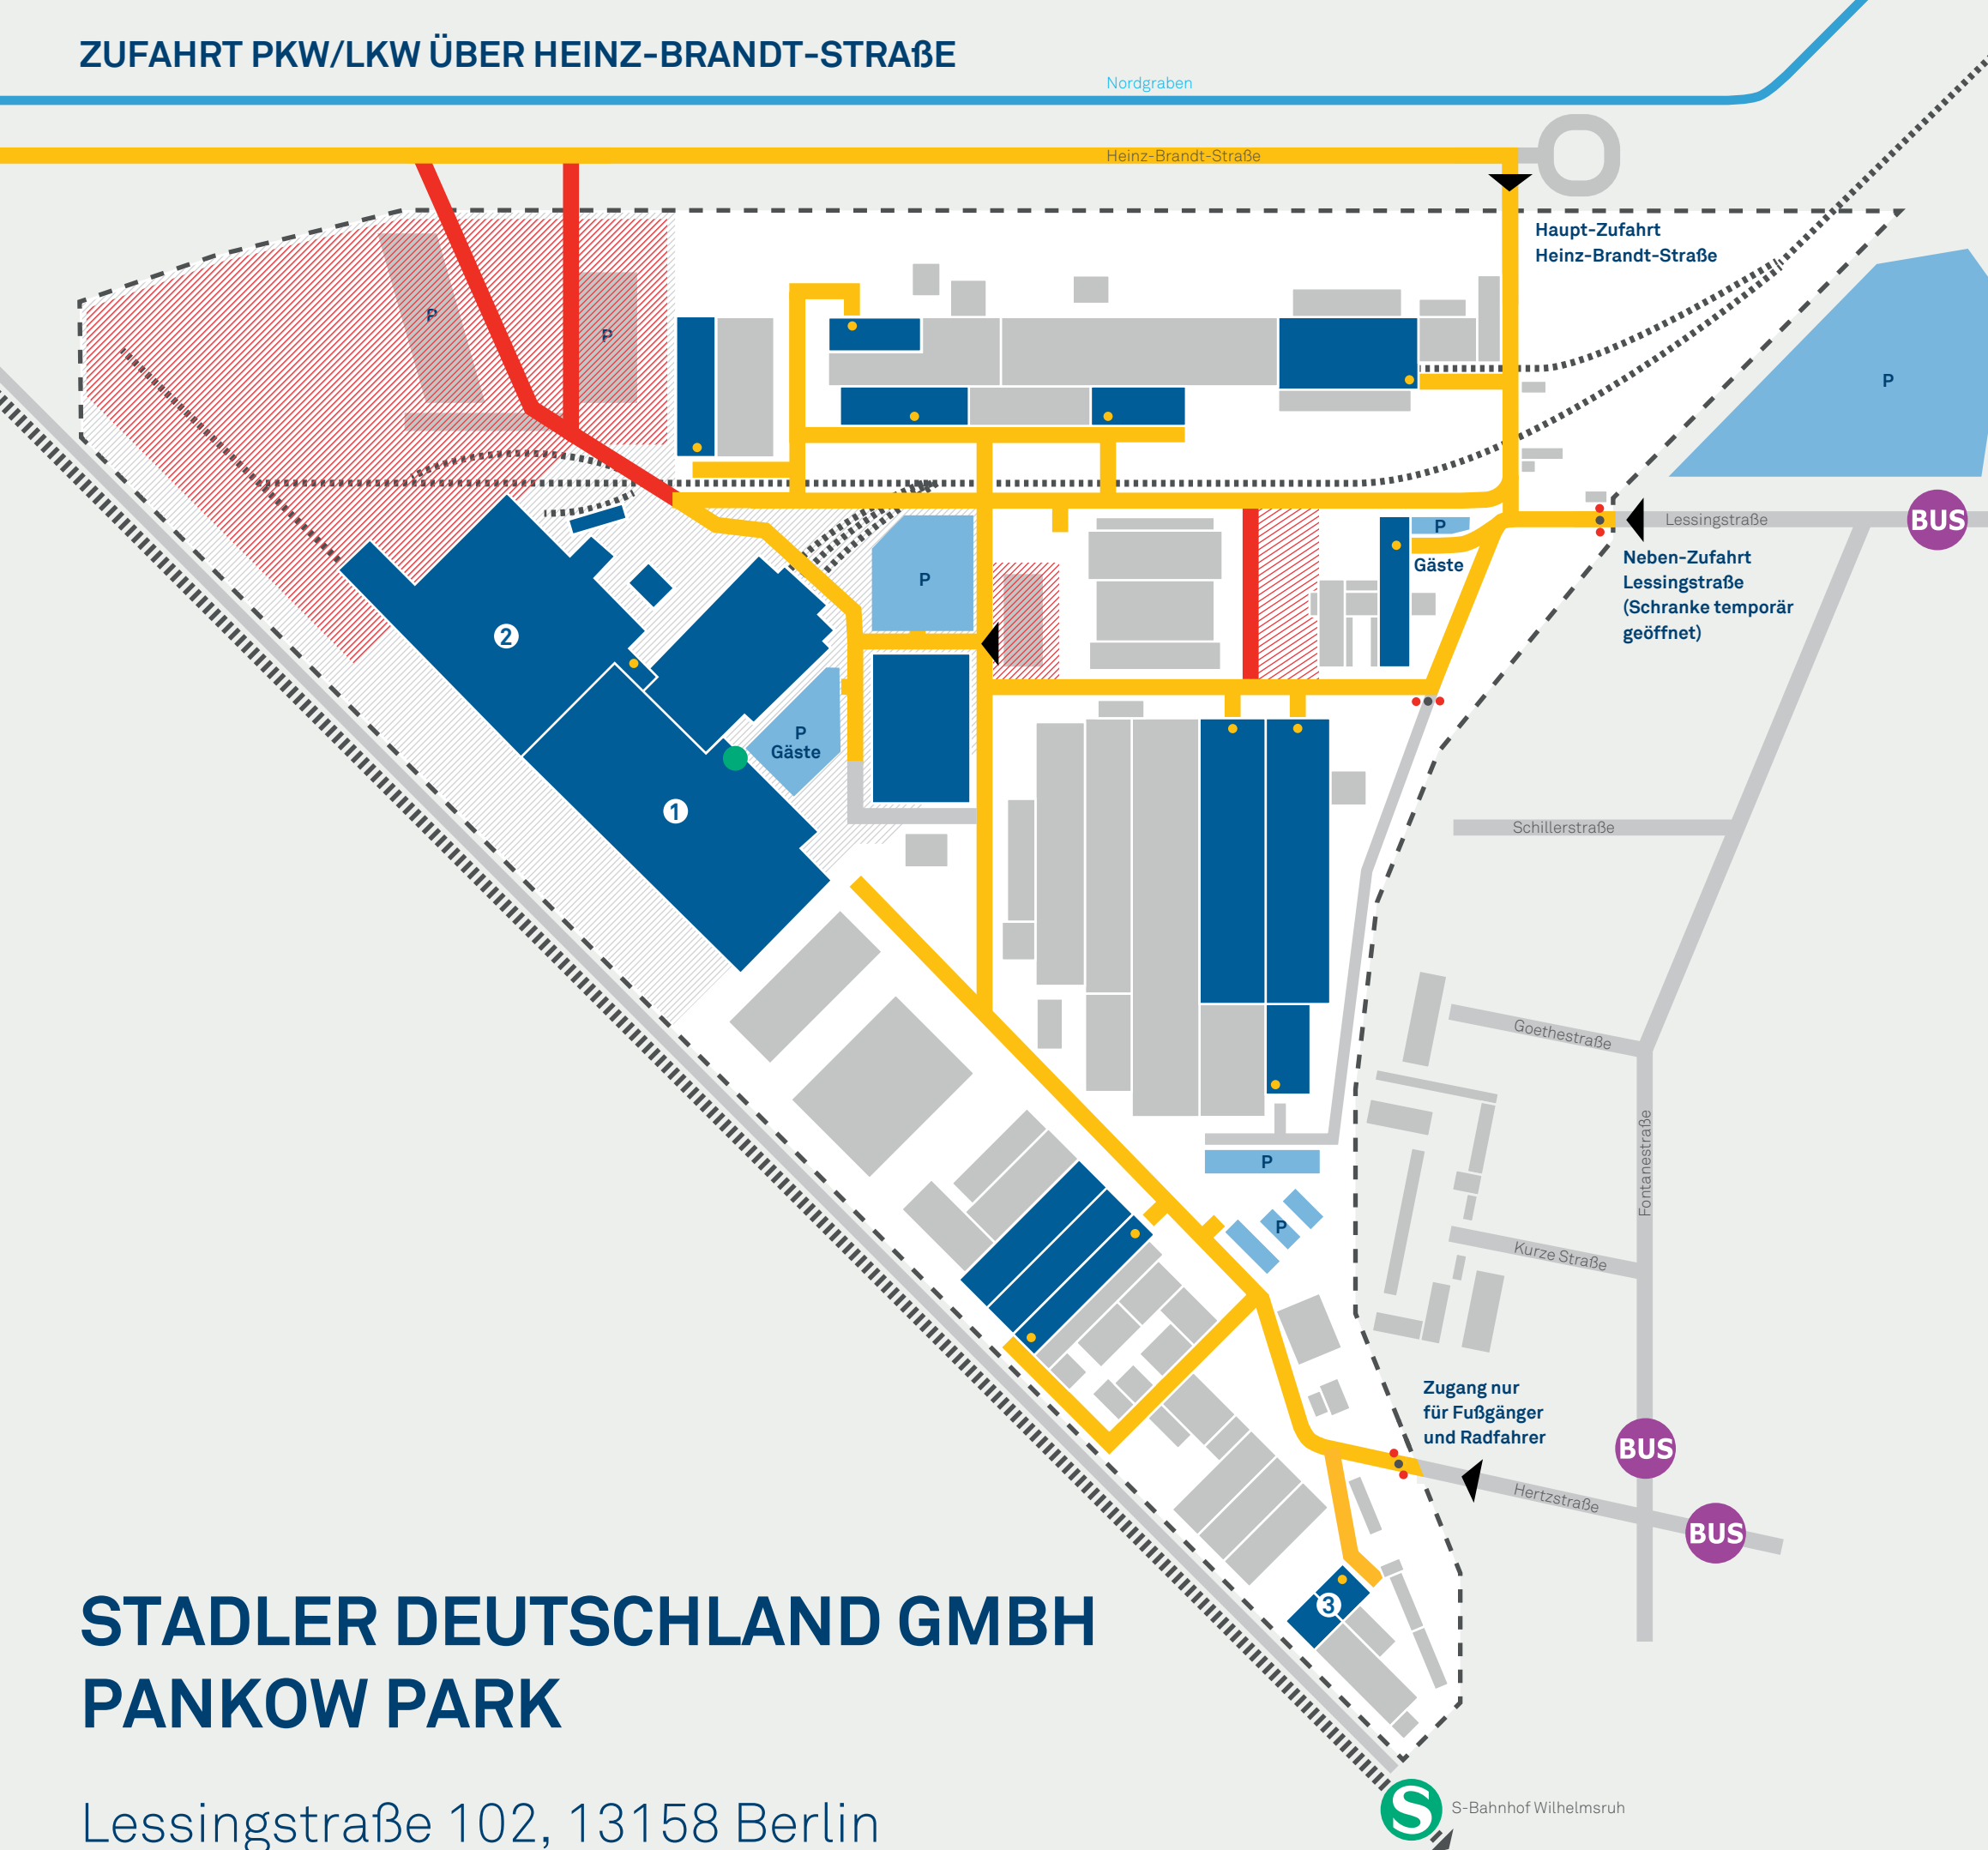 ZUFAHRT PKW/LKW ÜBER HEINZ-BRANDT-STRAßE
Nordgraben
Heinz-Brandt-Straße
Haupt-Zufahrt
Heinz-Brandt-Straße
P
P
P
Lessingstraße
BUS
P
Gäste
Neben-Zufahrt
Lessingstraße
(Schranke temporär
geöffnet)
P
2
P
Gäste
1
Schillerstraße
Goethestraße
Fontanestraße
P
P
Kurze Straße
Zugang nur
für Fußgänger
und Radfahrer
BUS
Hertzstraße
BUS
3
STADLER DEUTSCHLAND GMBH
PANKOW PARK
Lessingstraße 102, 13158 Berlin
S
S-Bahnhof Wilhelmsruh